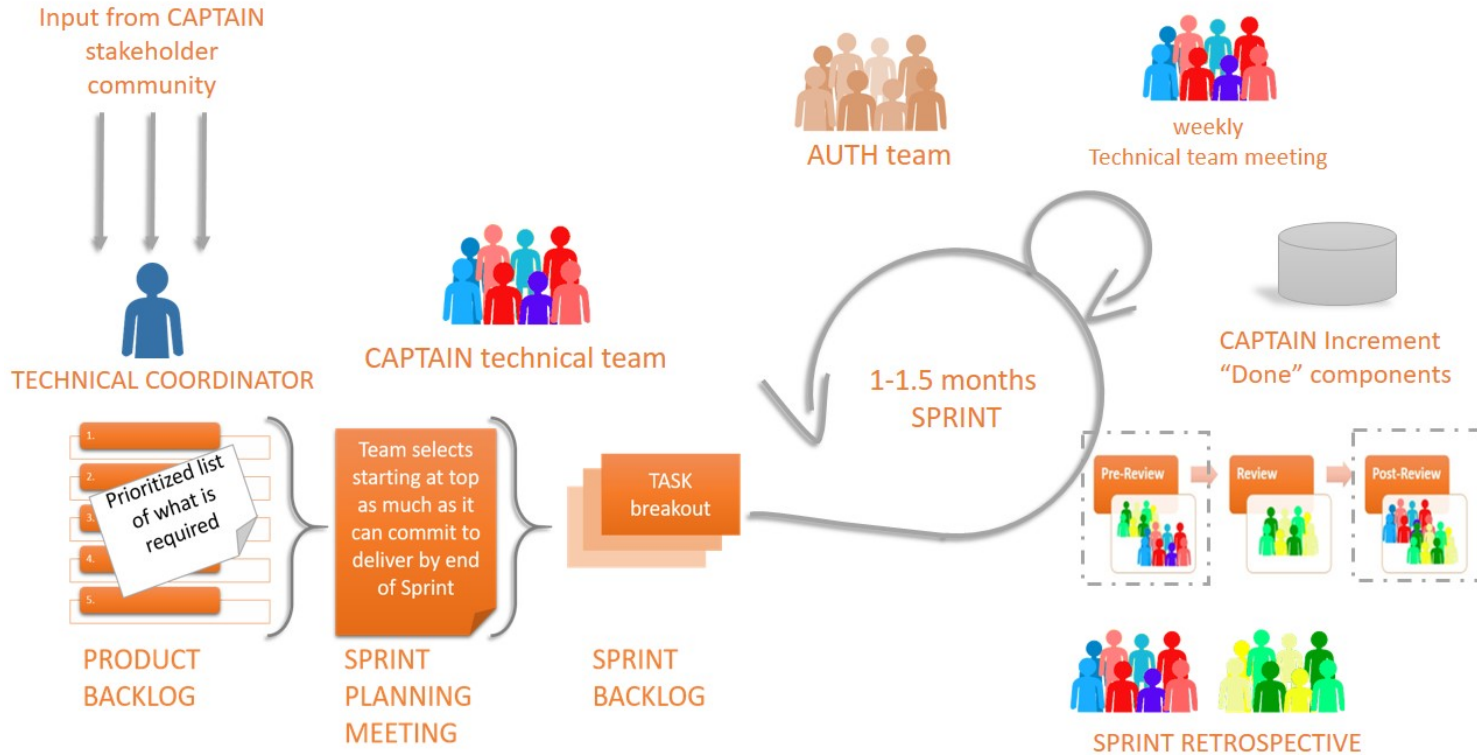 Input from CAPTAIN
stakeholder
community
TECHNICAL COORDINATOR
1.
2.
3.
4.
5.
Prioritized list
of what is
required
PRODUCT
BACKLOG
CAPTAIN technical team
Team selects
starting at top
as much as it
can commit to
deliver by end
of Sprint
SPRINT
PLANNING
MEETING
TASK
breakout
SPRINT
BACKLOG
AUTH team
weekly
Technical team meeting
1-1.5 months
SPRINT
CAPTAIN Increment
“Done” components
Pre-Review
Review
Post-Review
SPRINT RETROSPECTIVE